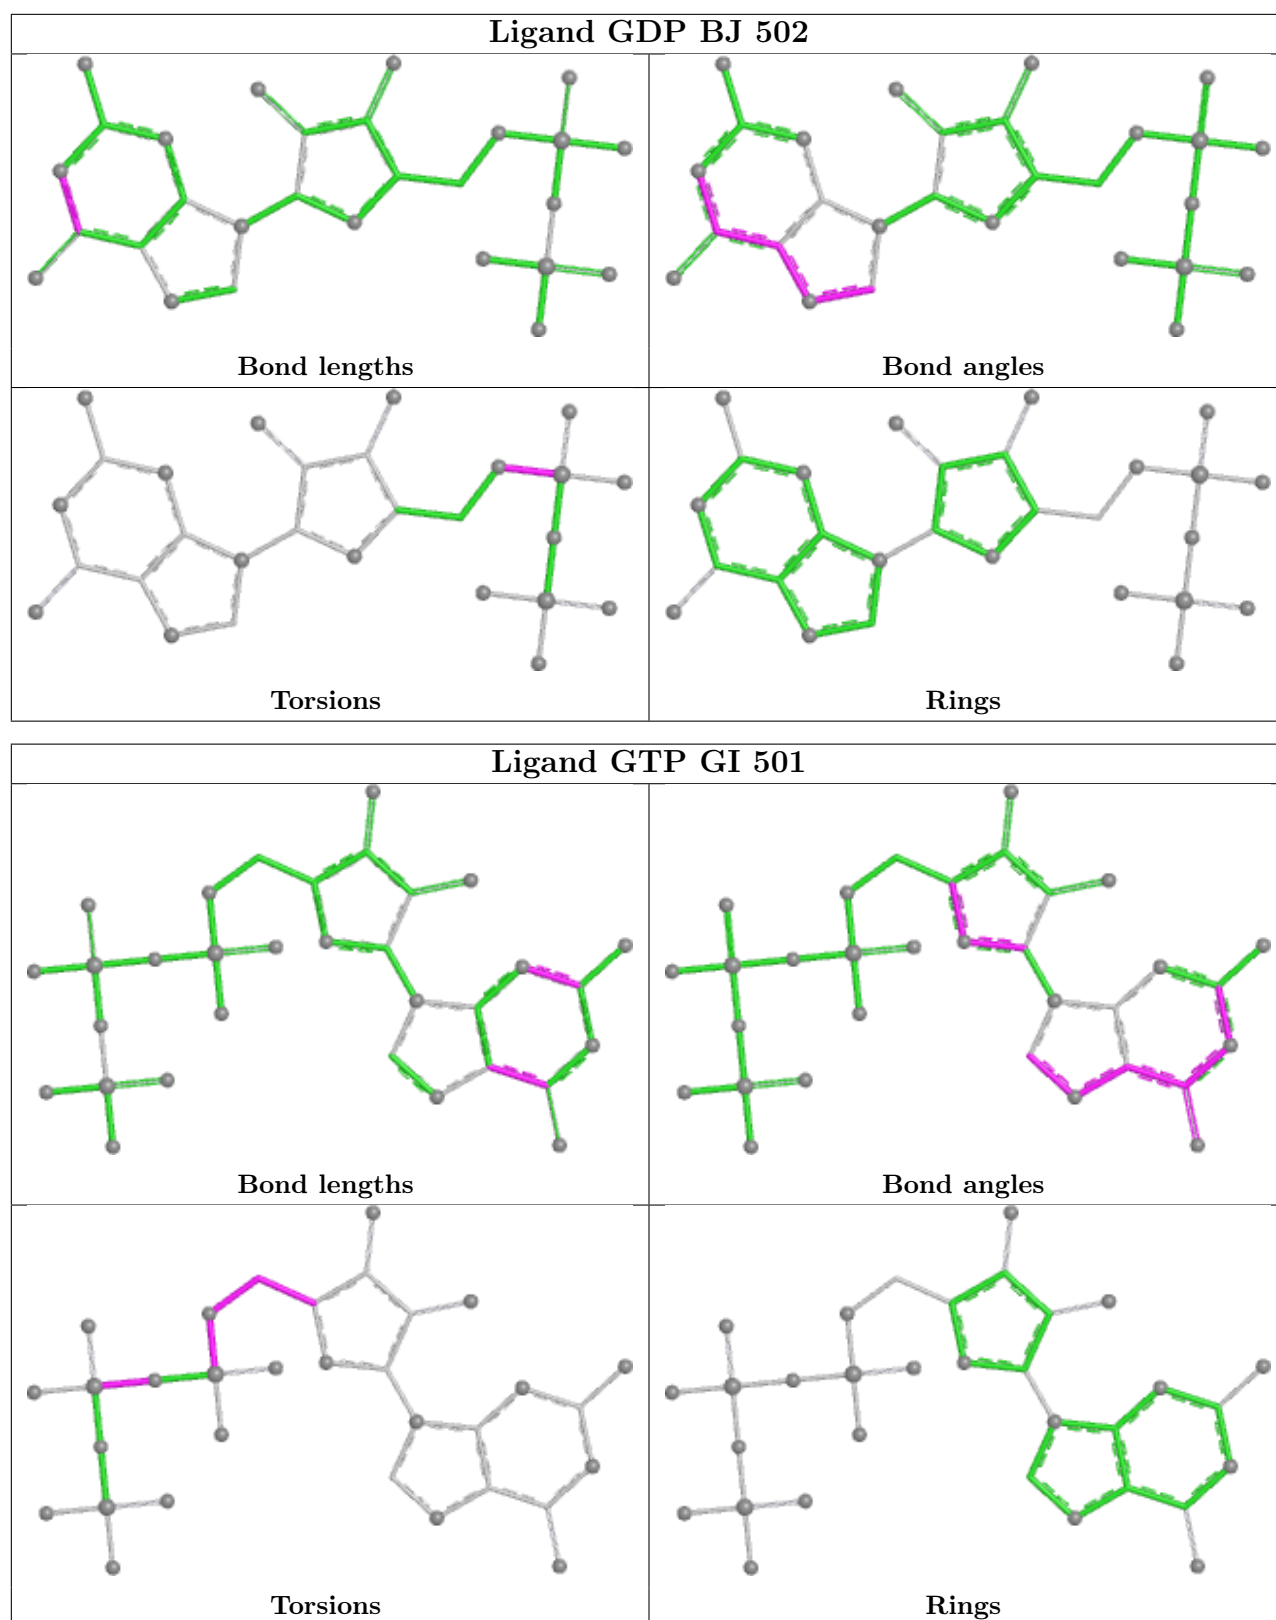 Ligand GDP BJ 502
Bond lengths
Bond angles
Torsions
Rings
Ligand GTP GI 501
Bond lengths
Bond angles
Torsions
Rings